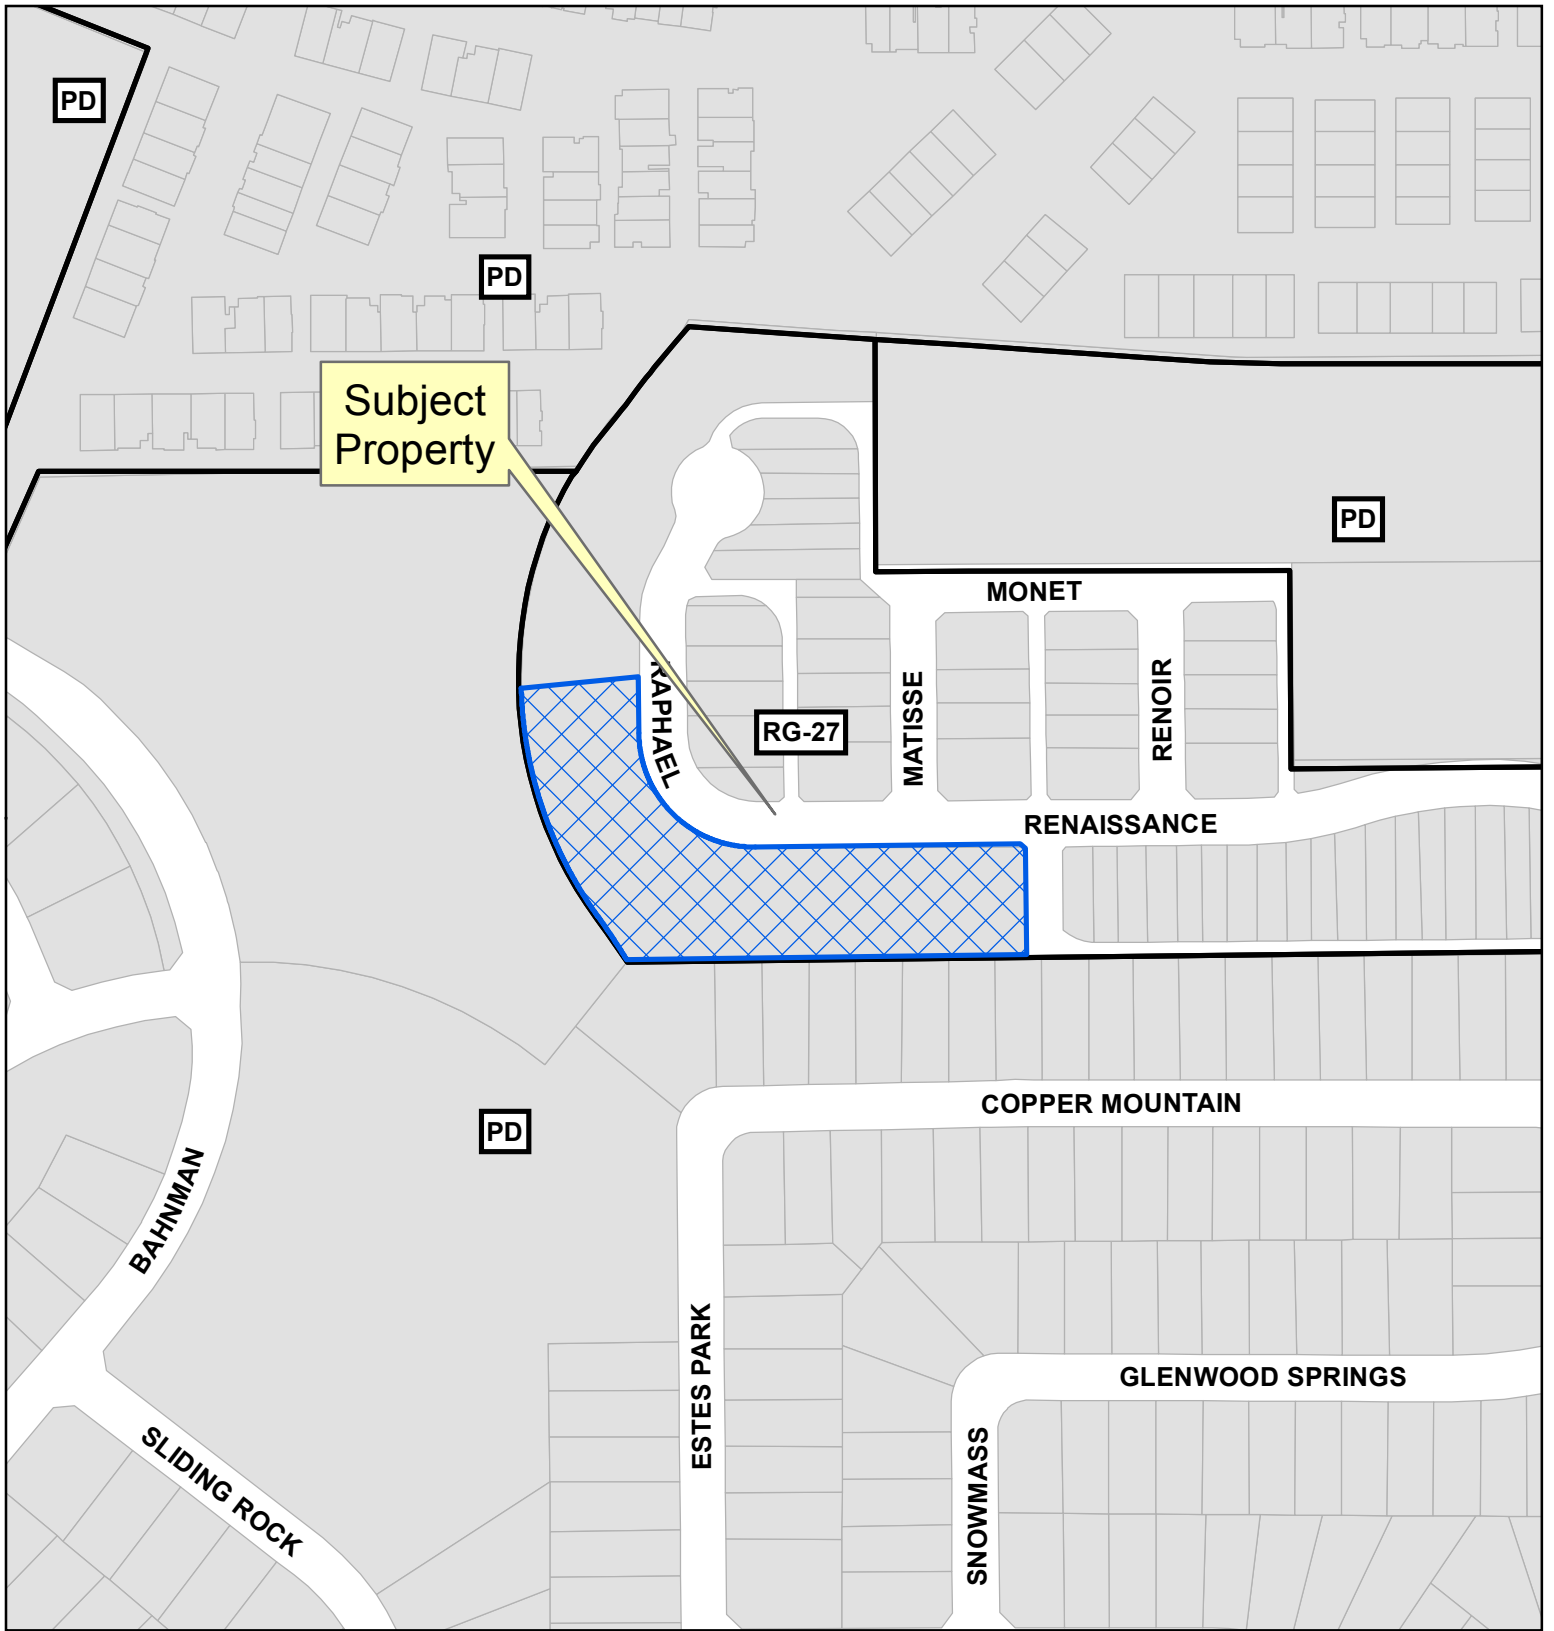 PD
PD
Subject
Property
PD
MONET
RAPHAEL
RG-27
MATISSE
RENOIR
RENAISSANCE
COPPER MOUNTAIN
PD
BAHNMAN
ESTES PARK
GLENWOOD SPRINGS
SLIDING ROCK
SNOWMASS